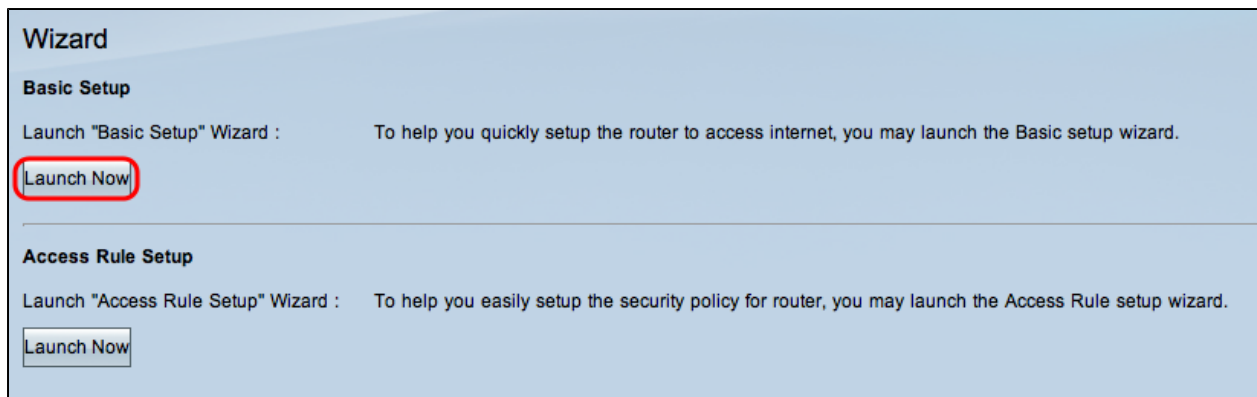 Wizard
Basic Setup
Launch "Basic Setup" Wizard : To help you quickly setup the router to access internet, you may launch the Basic setup wizard.
Launch Now
Access Rule Setup
Launch "Access Rule Setup" Wizard : To help you easily setup the security policy for router, you may launch the Access Rule setup wizard.
Launch Now